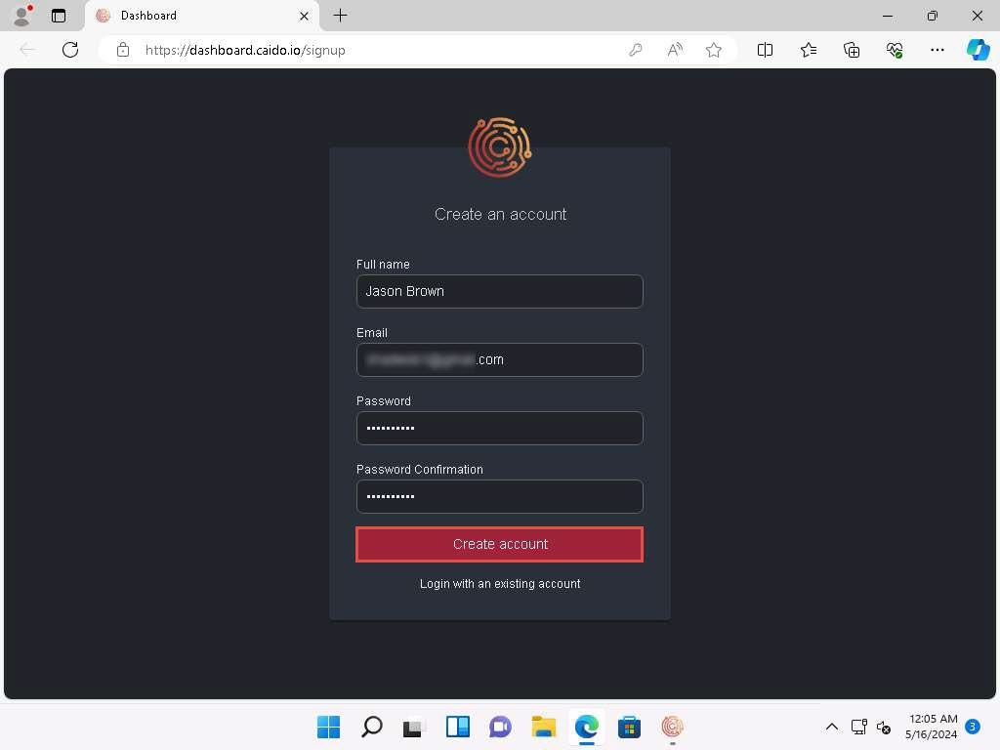 Dashboard
https://dashboard.caido.io/signup
Create an account
Full name
Jason Brown
Email
.com
Password
••••••••••
Password Confirmation
••••••••••
Create account
Login with an existing account
12:05 AM
5/16/2024
3